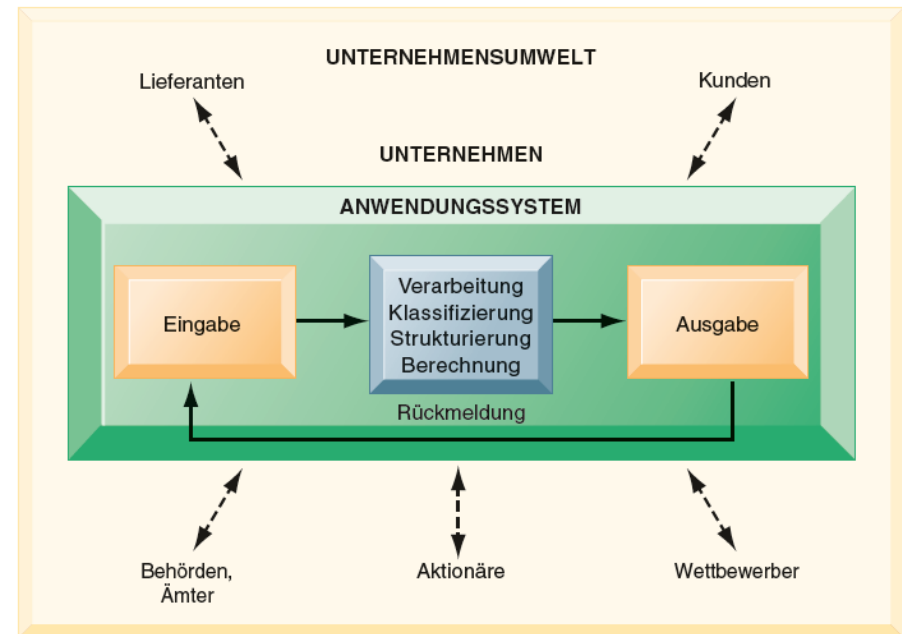 UNTERNEHMENSUMWELT
Lieferanten
Kunden
UNTERNEHMEN
ANWENDUNGSSYSTEM
Eingabe
Verarbeitung
Klassifizierung
Strukturierung
Berechnung
Ausgabe
Rückmeldung
Behörden,
Ämter
Aktionäre
Wettbewerber